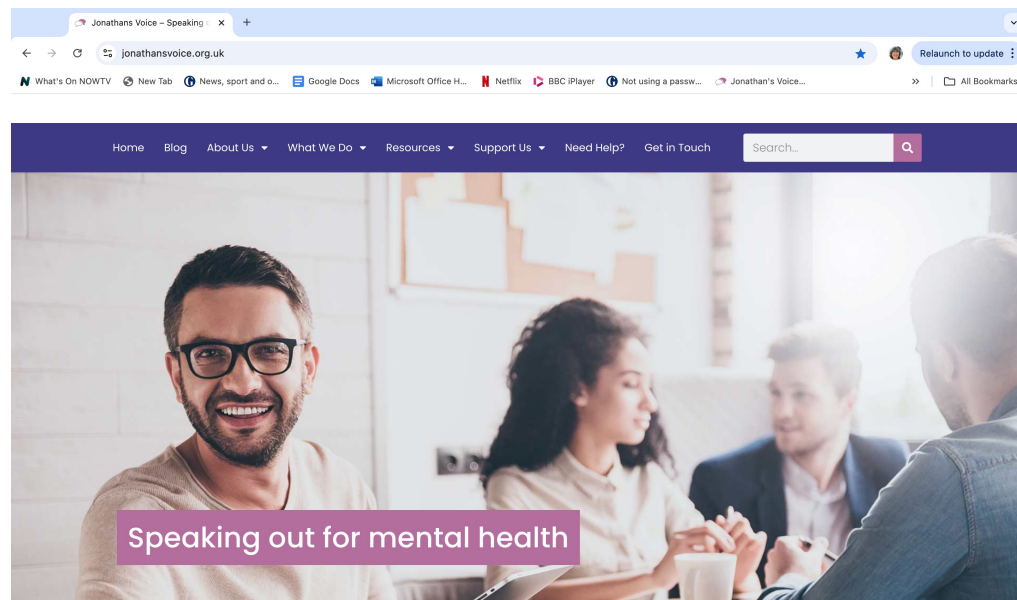 Jonathans Voice – Speaking
jonathansvoice.org.uk
Relaunch to update
What's On NOWTV New Tab News, sport and o... Google Docs Microsoft Office H... Netflix BBC iPlayer Not using a passw... Jonathan's Voice... » All Bookmarks
Home Blog About Us What We Do Resources Support Us Need Help? Get in Touch Search...
Speaking out for mental health